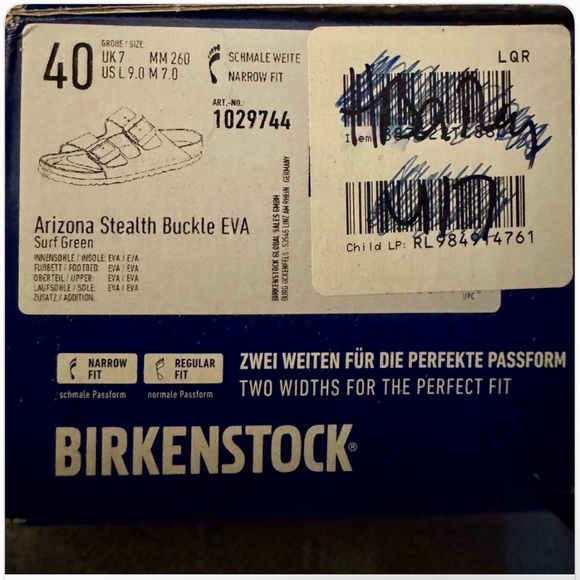 40
GRÖßE / SIZE:
UK 7 MM 260
US L 9.0 M 7.0
SCHMALE WEITE
NARROW FIT
ART.-NO.:
1029744
Arizona Stealth Buckle EVA
Surf Green
INNENSOHLE / INSOLE: EVA / EVA
FUßBETT / FOOTBED: EVA / EVA
OBERTEIL / UPPER: EVA / EVA
LAUFSOHLE / SOLE: EVA / EVA
ZUSATZ / ADDITION:
BIRKENSTOCK GLOBAL SALES GMBH
BURG OCKENFELS · 53545 LINZ AM RHEIN · GERMANY
LQR
Item
Child LP: RL984914761
UPC
NARROW FIT
schmale Passform
REGULAR FIT
normale Passform
ZWEI WEITEN FÜR DIE PERFEKTE PASSFORM
TWO WIDTHS FOR THE PERFECT FIT
BIRKENSTOCK®